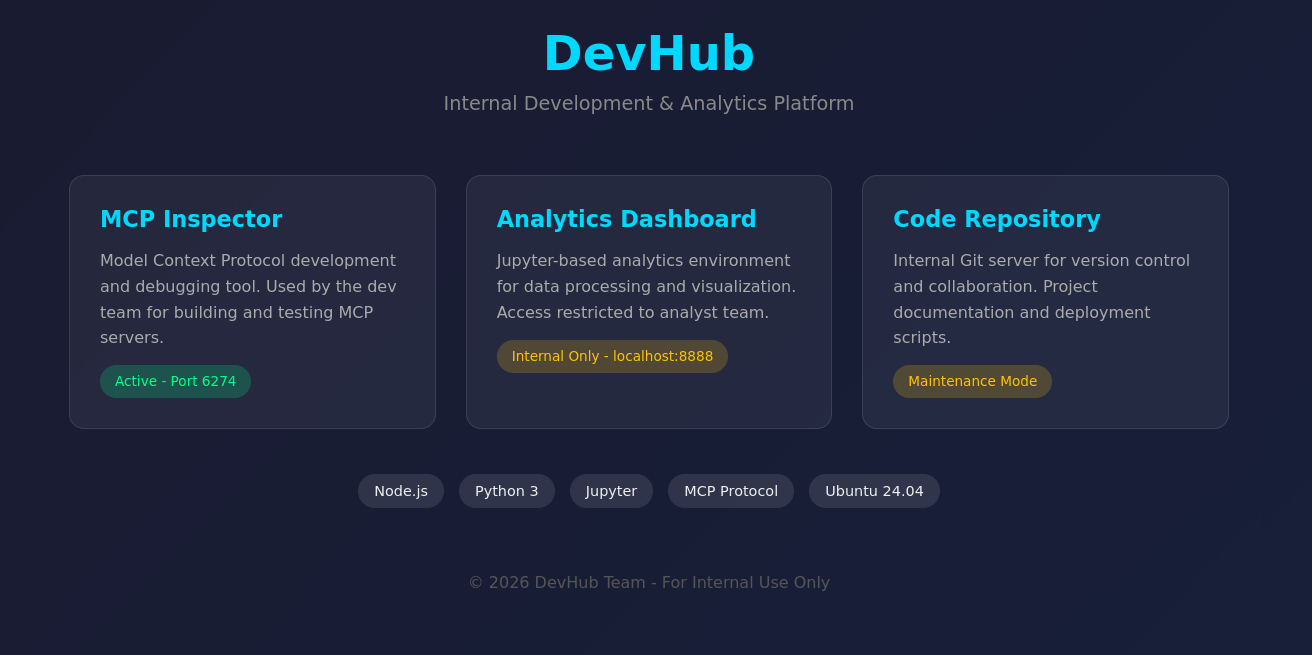 DevHub
Internal Development & Analytics Platform
MCP Inspector
Model Context Protocol development
and debugging tool. Used by the dev
team for building and testing MCP
servers.
Active - Port 6274
Analytics Dashboard
Jupyter-based analytics environment
for data processing and visualization.
Access restricted to analyst team.
Internal Only - localhost:8888
Code Repository
Internal Git server for version control
and collaboration. Project
documentation and deployment
scripts.
Maintenance Mode
Node.js
Python 3
Jupyter
MCP Protocol
Ubuntu 24.04
© 2026 DevHub Team - For Internal Use Only